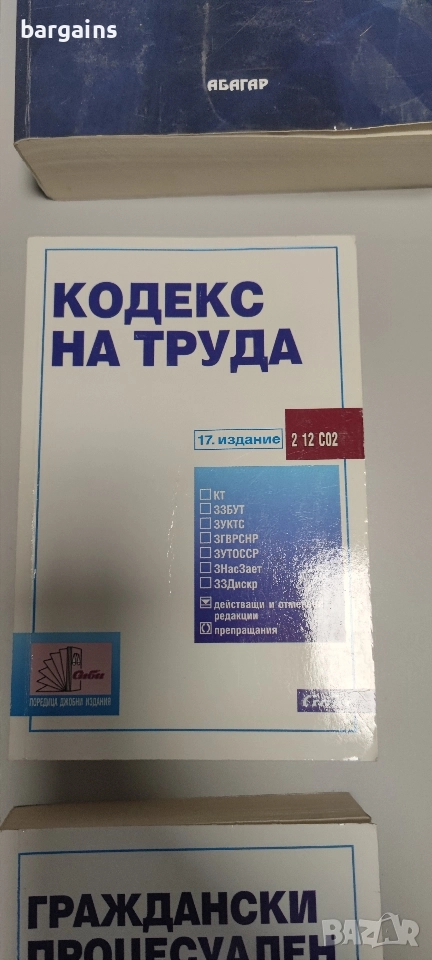 bargains
АБАГАР
КОДЕКС
НА ТРУДА
17. издание
2 12 С02
КТ
ЗЗБУТ
ЗУКТС
ЗГВРСНР
ЗУТОССР
ЗНасЗает
ЗЗДискр
действащи и
редакции
препращания
Сиби
ПОРЕДИЦА ДЖОБНИ ИЗДАНИЯ
ГРАЖДАНСКИ
ПРОЦЕСУАЛЕН
BAZAR